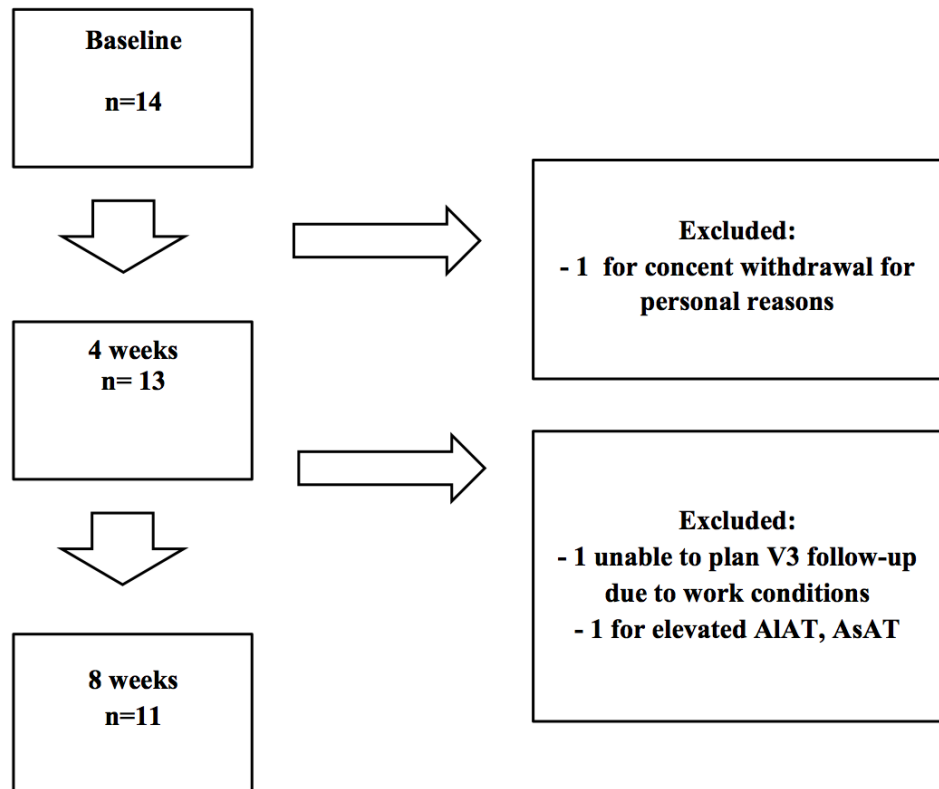 Baseline
n=14
Excluded:
- 1 for concent withdrawal for
personal reasons
4 weeks
n= 13
Excluded:
- 1 unable to plan V3 follow-up
due to work conditions
- 1 for elevated AlAT, AsAT
8 weeks
n=11